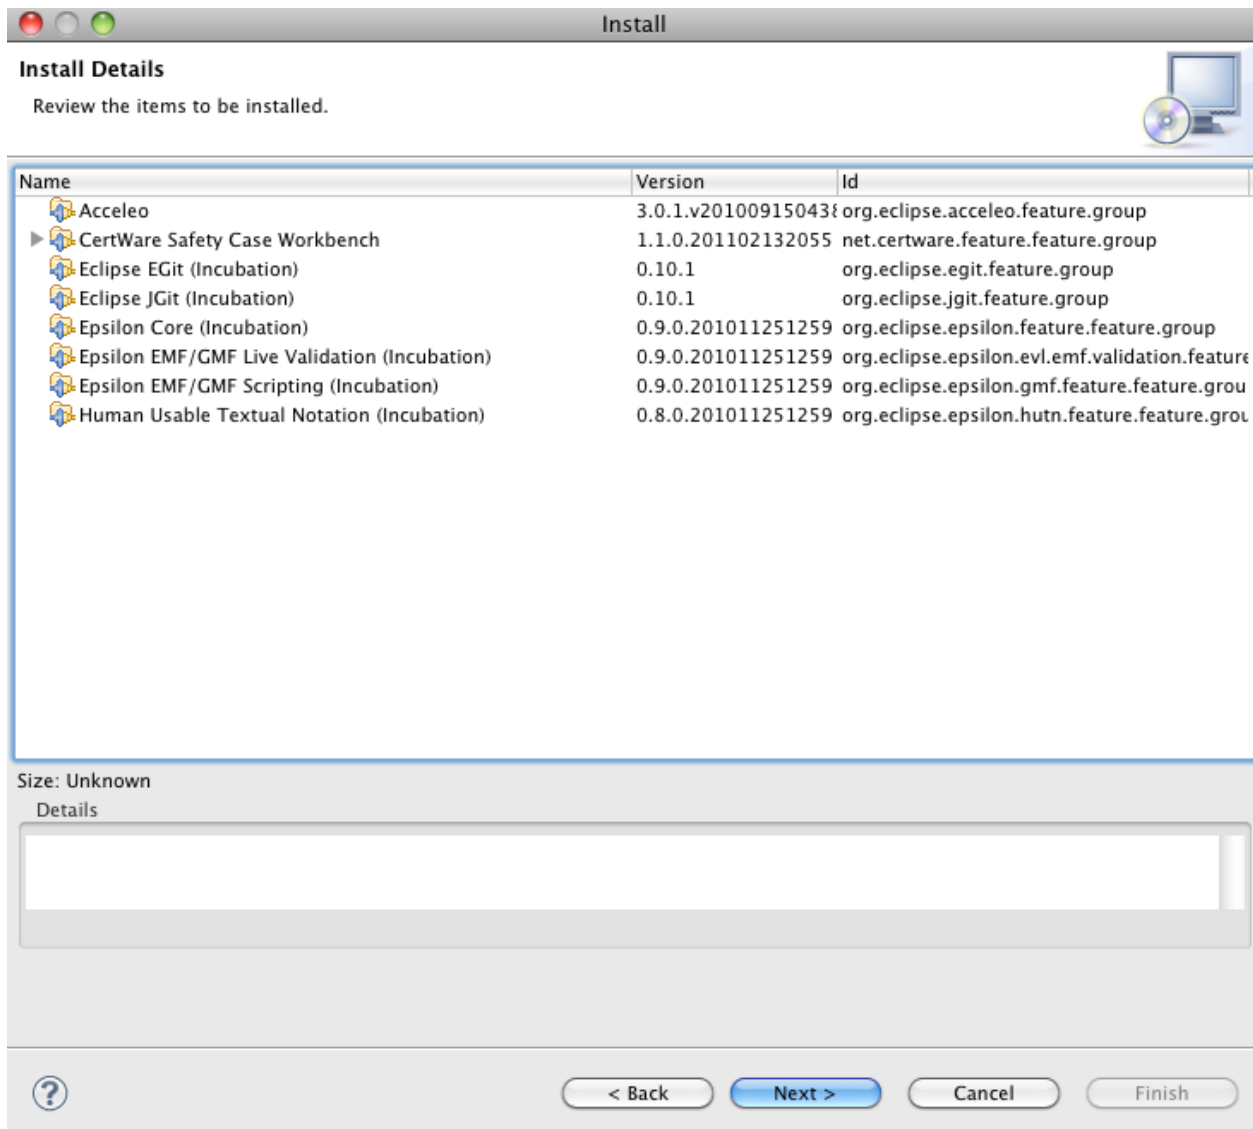 Install
Install Details
Review the items to be installed.
Name Version Id
Acceleo 3.0.1.v20100915043 org.eclipse.acceleo.feature.group
CertWare Safety Case Workbench 1.1.0.201102132055 net.certware.feature.feature.group
Eclipse EGit (Incubation) 0.10.1 org.eclipse.egit.feature.group
Eclipse JGit (Incubation) 0.10.1 org.eclipse.jgit.feature.group
Epsilon Core (Incubation) 0.9.0.201011251259 org.eclipse.epsilon.feature.feature.group
Epsilon EMF/GMF Live Validation (Incubation) 0.9.0.201011251259 org.eclipse.epsilon.evl.emf.validation.feature
Epsilon EMF/GMF Scripting (Incubation) 0.9.0.201011251259 org.eclipse.epsilon.gmf.feature.feature.grou
Human Usable Textual Notation (Incubation) 0.8.0.201011251259 org.eclipse.epsilon.hutn.feature.feature.grou
Size: Unknown
Details
? < Back Next > Cancel Finish